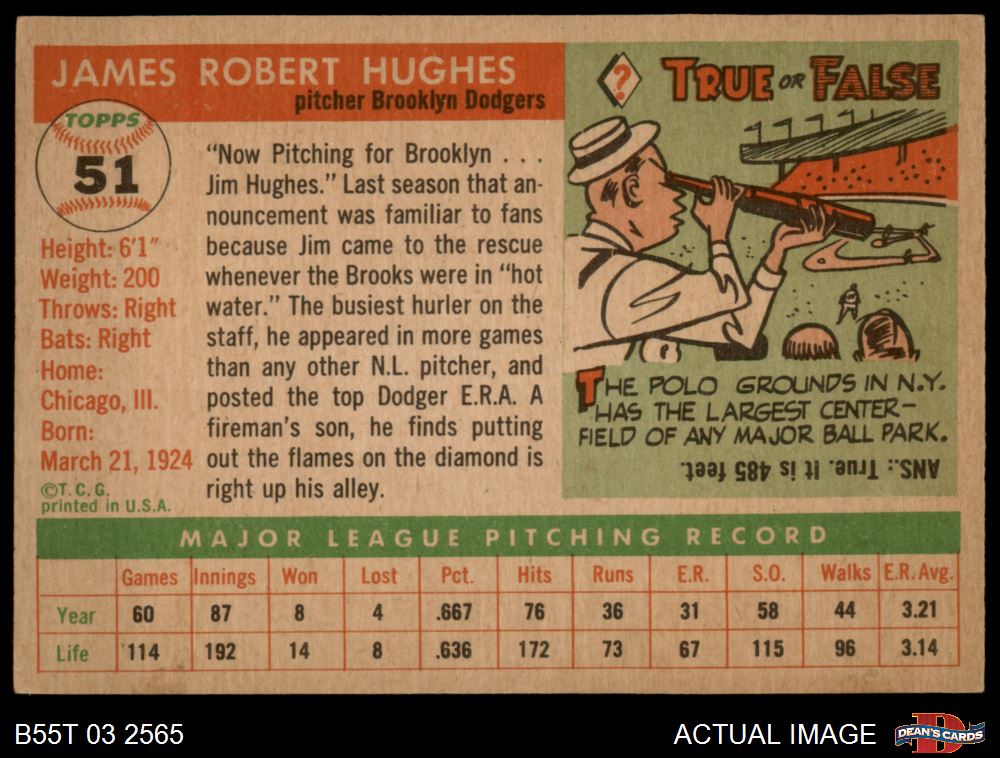 JAMES ROBERT HUGHES
pitcher Brooklyn Dodgers
TOPPS
51
Height: 6'1"
Weight: 200
Throws: Right
Bats: Right
Home:
Chicago, Ill.
Born:
March 21, 1924
©T. C. G.
printed in U.S.A.
"Now Pitching for Brooklyn . . .
Jim Hughes." Last season that an-
nouncement was familiar to fans
because Jim came to the rescue
whenever the Brooks were in "hot
water." The busiest hurler on the
staff, he appeared in more games
than any other N.L. pitcher, and
posted the top Dodger E.R.A. A
fireman's son, he finds putting
out the flames on the diamond is
right up his alley.
? TRUE OR FALSE
THE POLO GROUNDS IN N.Y.
HAS THE LARGEST CENTER-
FIELD OF ANY MAJOR BALL PARK.
ANS.: True. It is 485 feet.
MAJOR LEAGUE PITCHING RECORD
Games Innings Won Lost Pct. Hits Runs E.R. S.O. Walks E.R. Avg.
Year 60 87 8 4 .667 76 36 31 58 44 3.21
Life 114 192 14 8 .636 172 73 67 115 96 3.14
B55T 03 2565
ACTUAL IMAGE
D
DEAN'S CARDS